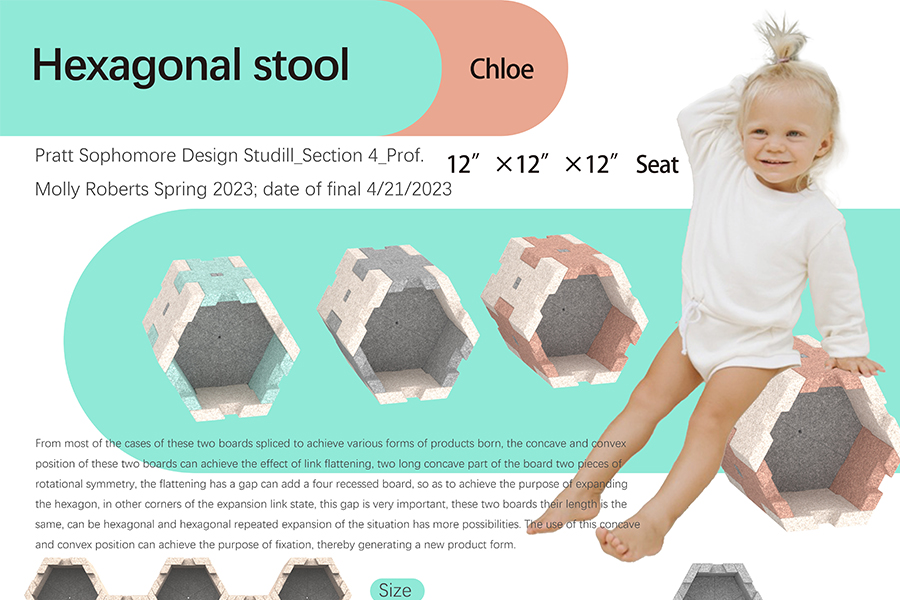 Hexagonal stool
Chloe
Pratt Sophomore Design Studill_Section 4_Prof.
Molly Roberts Spring 2023; date of final 4/21/2023
12” ×12” ×12” Seat
From most of the cases of these two boards spliced to achieve various forms of products born, the concave and convex
position of these two boards can achieve the effect of link flattening, two long concave part of the board two pieces of
rotational symmetry, the flattening has a gap can add a four recessed board, so as to achieve the purpose of expanding
the hexagon, in other corners of the expansion link state, this gap is very important, these two boards their length is the
same, can be hexagonal and hexagonal repeated expansion of the situation has more possibilities. The use of this concave
and convex position can achieve the purpose of fixation, thereby generating a new product form.
Size